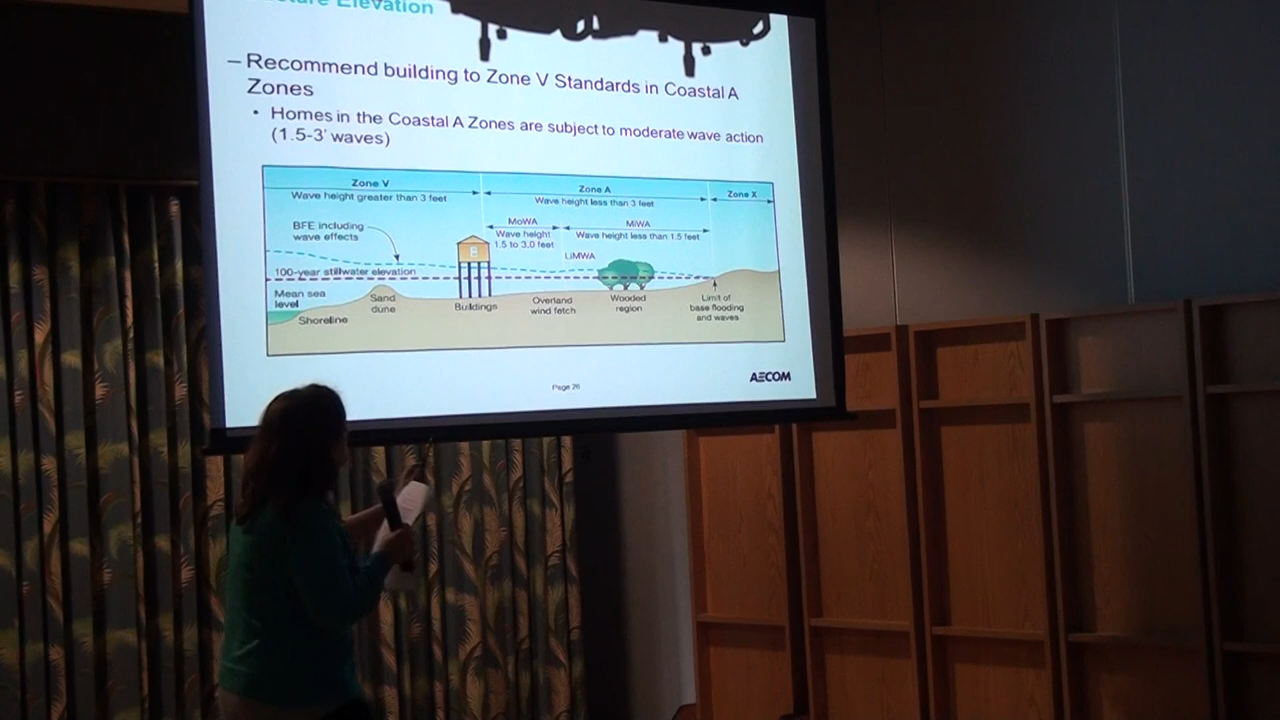 Elevation
– Recommend building to Zone V Standards in Coastal A
Zones
• Homes in the Coastal A Zones are subject to moderate wave action
(1.5-3' waves)
Zone V
Wave height greater than 3 feet
Zone A
Wave height less than 3 feet
Zone X
MoWA
Wave height
1.5 to 3.0 feet
MiWA
Wave height less than 1.5 feet
LiMWA
BFE including
wave effects
100-year stillwater elevation
Mean sea
level
Shoreline
Sand
dune
Buildings
Overland
wind fetch
Wooded
region
Limit of
base flooding
and waves
Page 26
AECOM